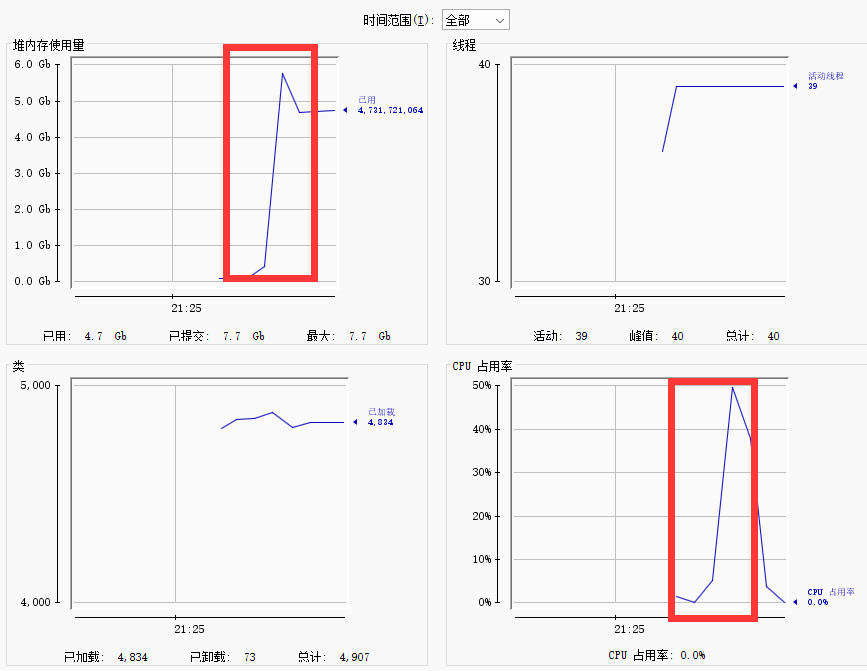 时间范围(I): 全部
堆内存使用量
6.0 Gb
5.0 Gb
4.0 Gb
3.0 Gb
2.0 Gb
1.0 Gb
0.0 Gb
已用
4,731,721,064
21:25
已用: 4.7 Gb 已提交: 7.7 Gb 最大: 7.7 Gb
线程
40
30
活动线程
39
21:25
活动: 39 峰值: 40 总计: 40
类
5,000
4,000
已加载
4,834
21:25
已加载: 4,834 已卸载: 73 总计: 4,907
CPU 占用率
50%
40%
30%
20%
10%
0%
CPU 占用率
0.0%
21:25
CPU 占用率: 0.0%